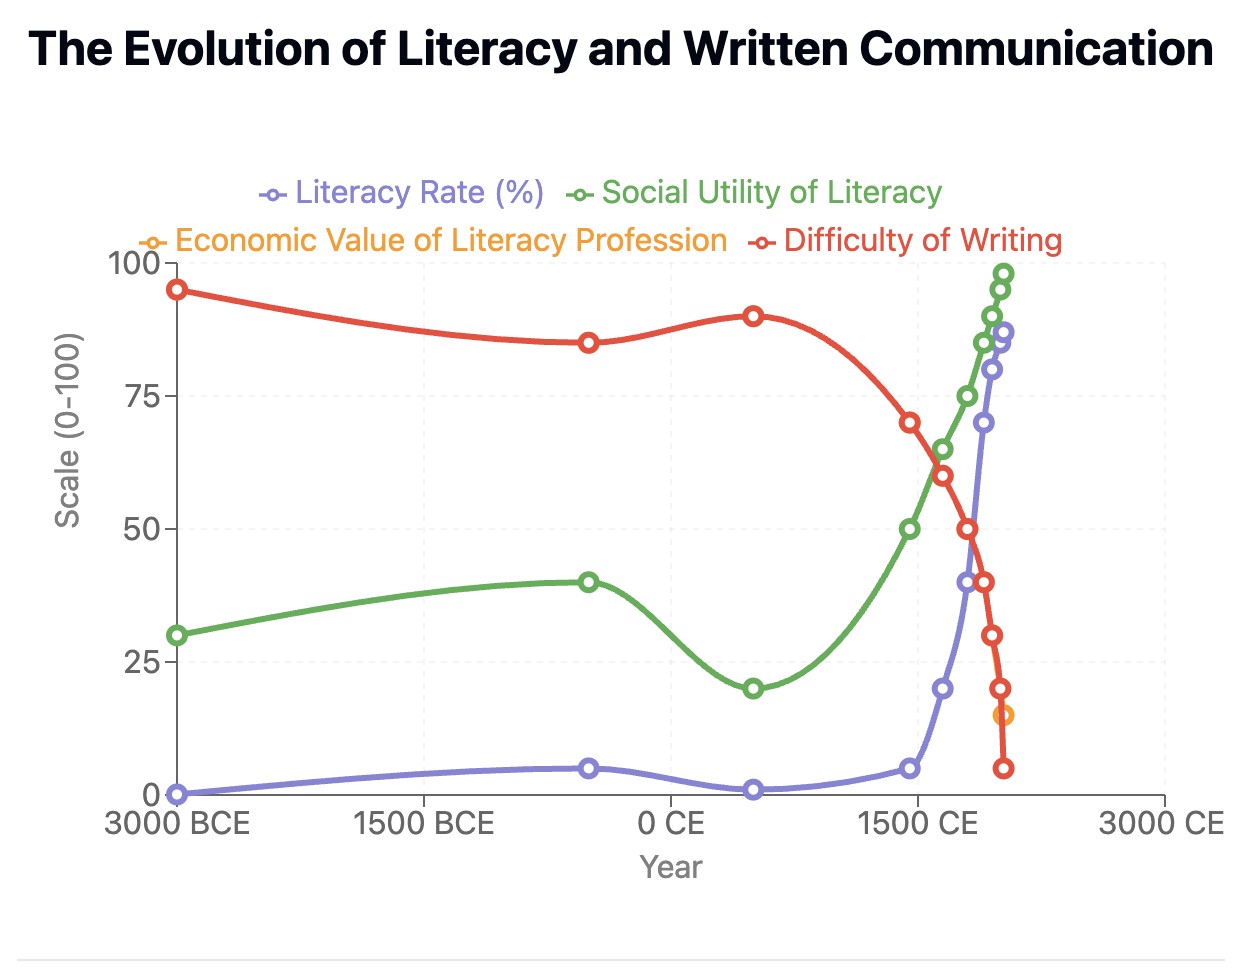 The Evolution of Literacy and Written Communication
Literacy Rate (%) Social Utility of Literacy
Economic Value of Literacy Profession Difficulty of Writing
100
75
50
25
0
Scale (0-100)
3000 BCE 1500 BCE 0 CE 1500 CE 3000 CE
Year